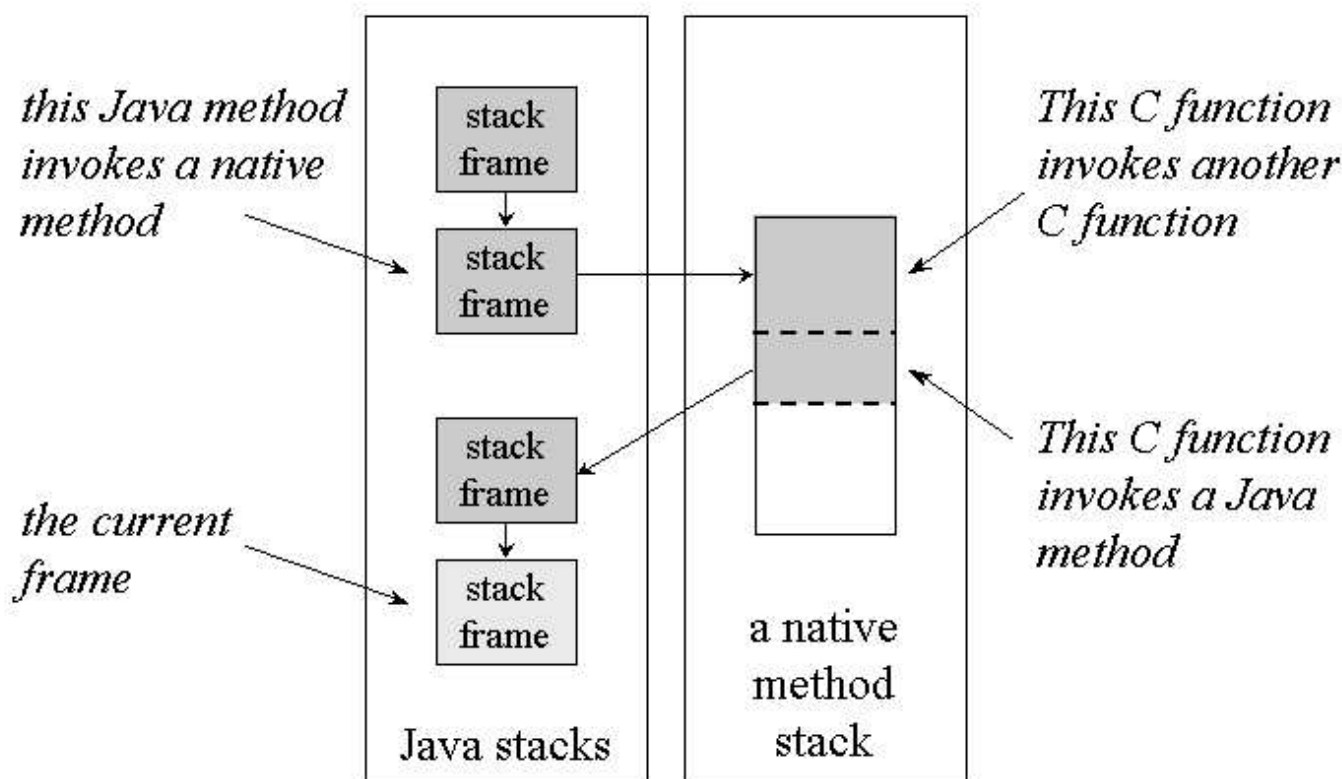 this Java method
invokes a native
method
stack
frame
stack
frame
stack
frame
stack
frame
the current
frame
Java stacks
This C function
invokes another
C function
This C function
invokes a Java
method
a native
method
stack